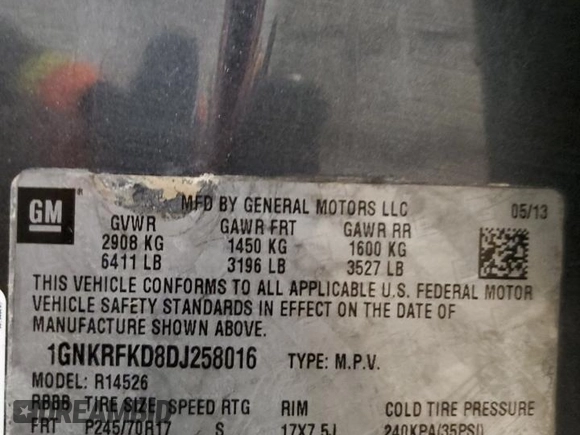 GM
MFD BY GENERAL MOTORS LLC 05/13
GVWR GAWR FRT GAWR RR
2908 KG 1450 KG 1600 KG
6411 LB 3196 LB 3527 LB
THIS VEHICLE CONFORMS TO ALL APPLICABLE U.S. FEDERAL MOTOR
VEHICLE SAFETY STANDARDS IN EFFECT ON THE DATE OF
MANUFACTURE SHOWN ABOVE.
1GNKRFKD8DJ258016 TYPE: M.P.V.
MODEL: R14526
RBBB TIRE SIZE SPEED RTG RIM COLD TIRE PRESSURE
FRT P245/70R17 S 17X7.5J 240KPA(35PSI)
DREAMRIDE